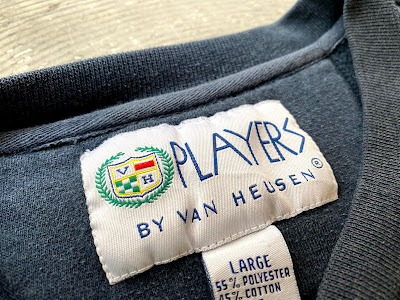 V H
PLAYERS
BY VAN HEUSEN®
LARGE
55% POLYESTER
45% COTTON